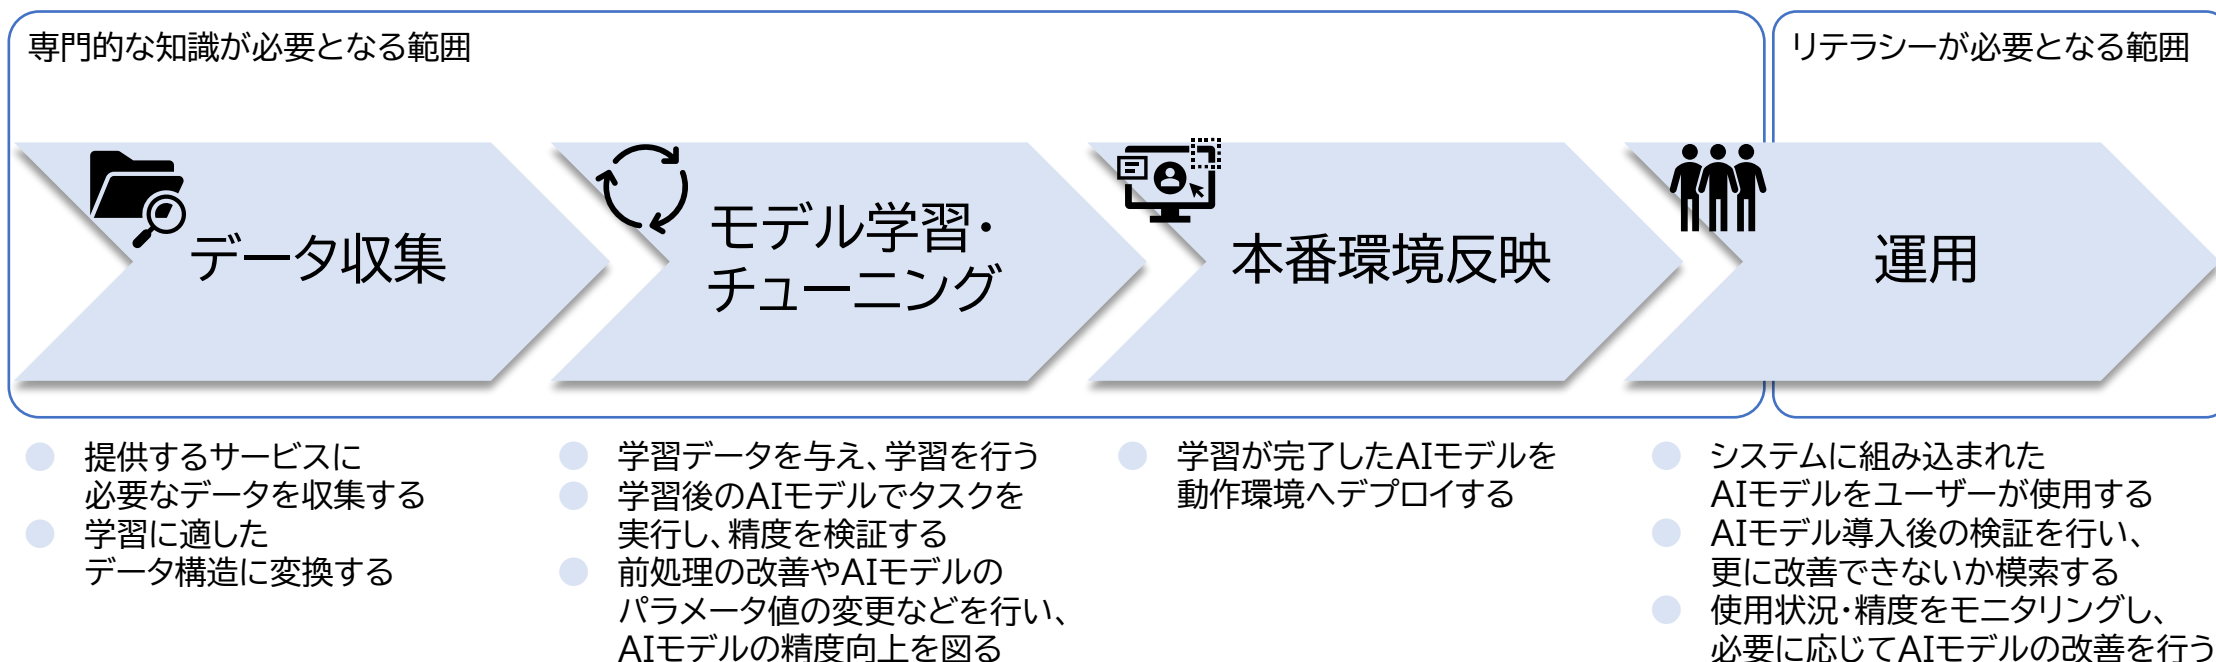 専門的な知識が必要となる範囲
リテラシーが必要となる範囲
データ収集
モデル学習・
チューニング
本番環境反映
運用
提供するサービスに
必要なデータを収集する
学習に適した
データ構造に変換する
学習データを与え、学習を行う
学習後のAIモデルでタスクを
実行し、精度を検証する
前処理の改善やAIモデルの
パラメータ値の変更などを行い、
AIモデルの精度向上を図る
学習が完了したAIモデルを
動作環境へデプロイする
システムに組み込まれた
AIモデルをユーザーが使用する
AIモデル導入後の検証を行い、
更に改善できないか模索する
使用状況・精度をモニタリングし、
必要に応じてAIモデルの改善を行う